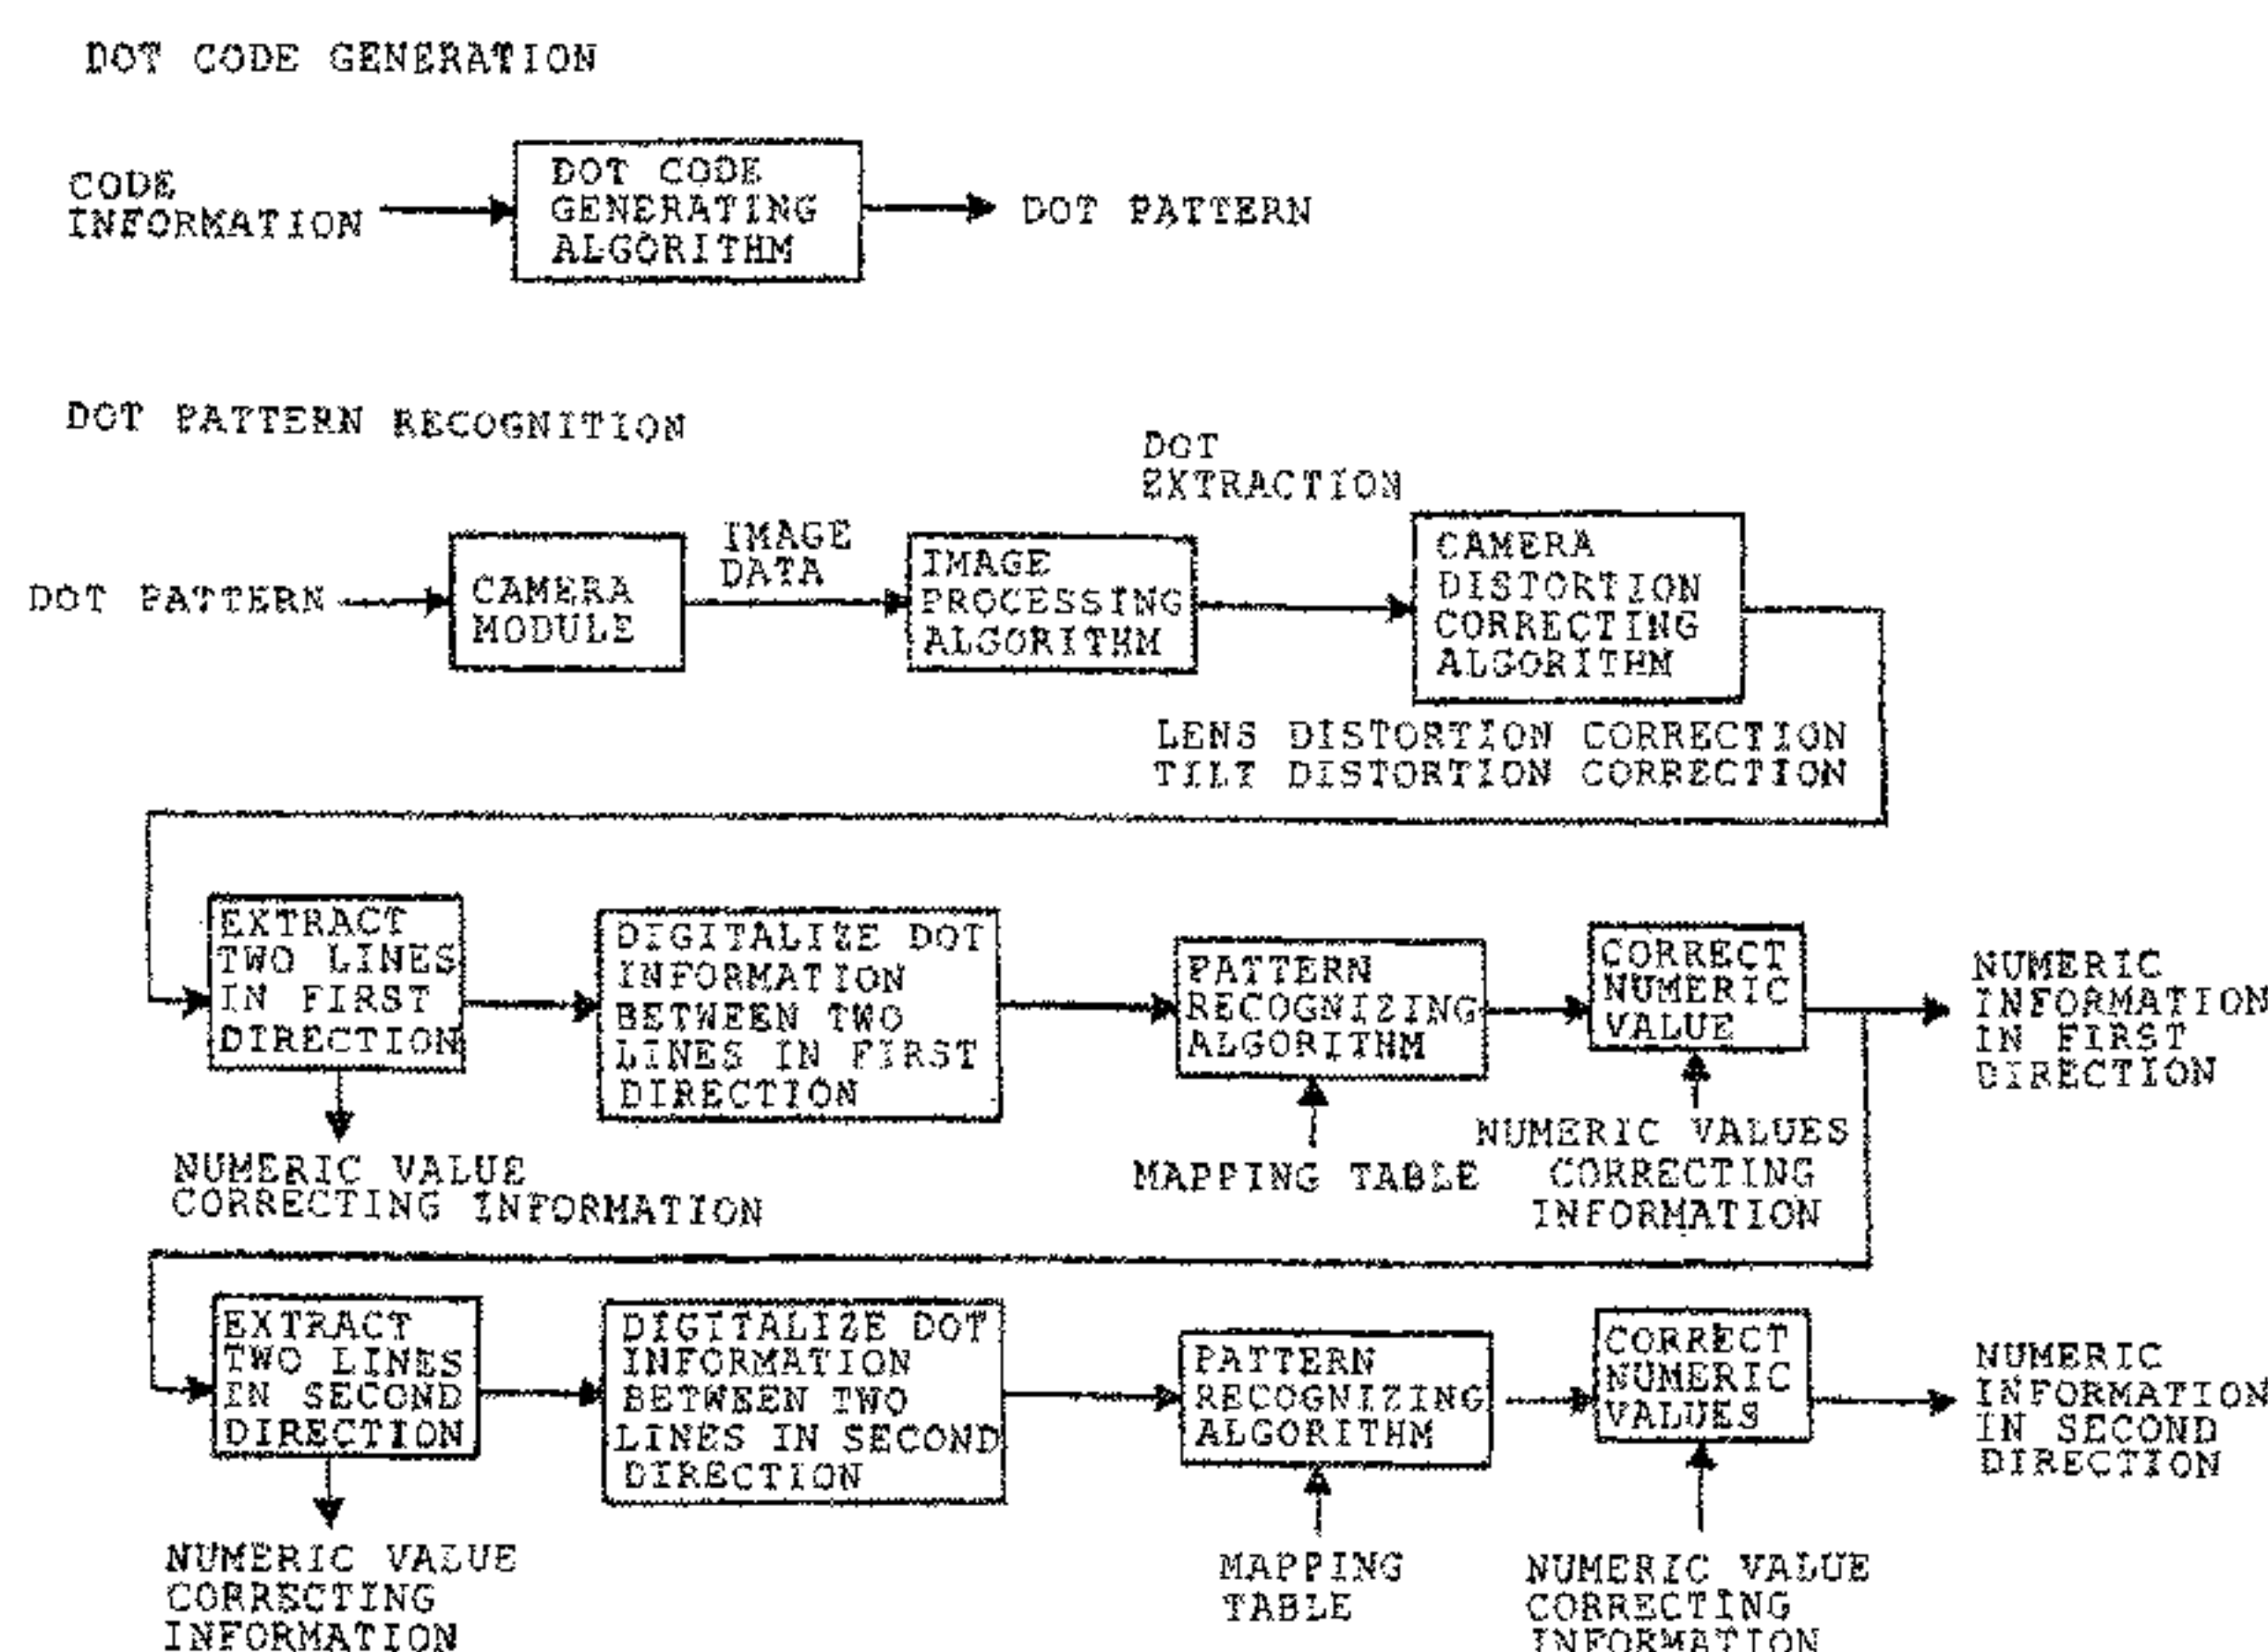 DOT CODE GENERATION
CODE
INFORMATION
DOT CODE
GENERATING
ALGORITHM
DOT PATTERN
DOT PATTERN RECOGNITION
DOT PATTERN
CAMERA
MODULE
IMAGE
DATA
IMAGE
PROCESSING
ALGORITHM
DOT
EXTRACTION
CAMERA
DISTORTION
CORRECTING
ALGORITHM
LENS DISTORTION CORRECTION
TILT DISTORTION CORRECTION
EXTRACT
TWO LINES
IN FIRST
DIRECTION
NUMERIC VALUE
CORRECTING INFORMATION
DIGITALIZE DOT
INFORMATION
BETWEEN TWO
LINES IN FIRST
DIRECTION
PATTERN
RECOGNIZING
ALGORITHM
MAPPING TABLE
CORRECT
NUMERIC
VALUE
NUMERIC VALUES
CORRECTING
INFORMATION
NUMERIC
INFORMATION
IN FIRST
DIRECTION
EXTRACT
TWO LINES
IN SECOND
DIRECTION
NUMERIC VALUE
CORRECTING
INFORMATION
DIGITALIZE DOT
INFORMATION
BETWEEN TWO
LINES IN SECOND
DIRECTION
PATTERN
RECOGNIZING
ALGORITHM
MAPPING
TABLE
CORRECT
NUMERIC
VALUES
NUMERIC VALUE
CORRECTING
INFORMATION
NUMERIC
INFORMATION
IN SECOND
DIRECTION